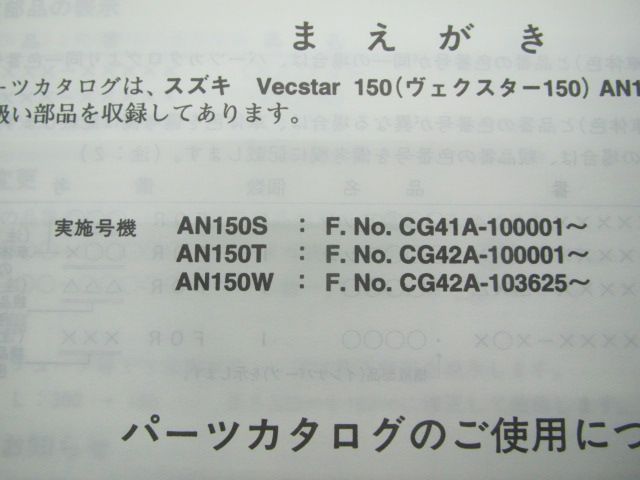 まえがき
ーツカタログは、スズキ Vecstar 150（ヴェクスター150）AN1
扱い部品を収録してあります。
実施号機 AN150S : F. No. CG41A-100001～
AN150T : F. No. CG42A-100001～
AN150W : F. No. CG42A-103625～
パーツカタログのご使用につ